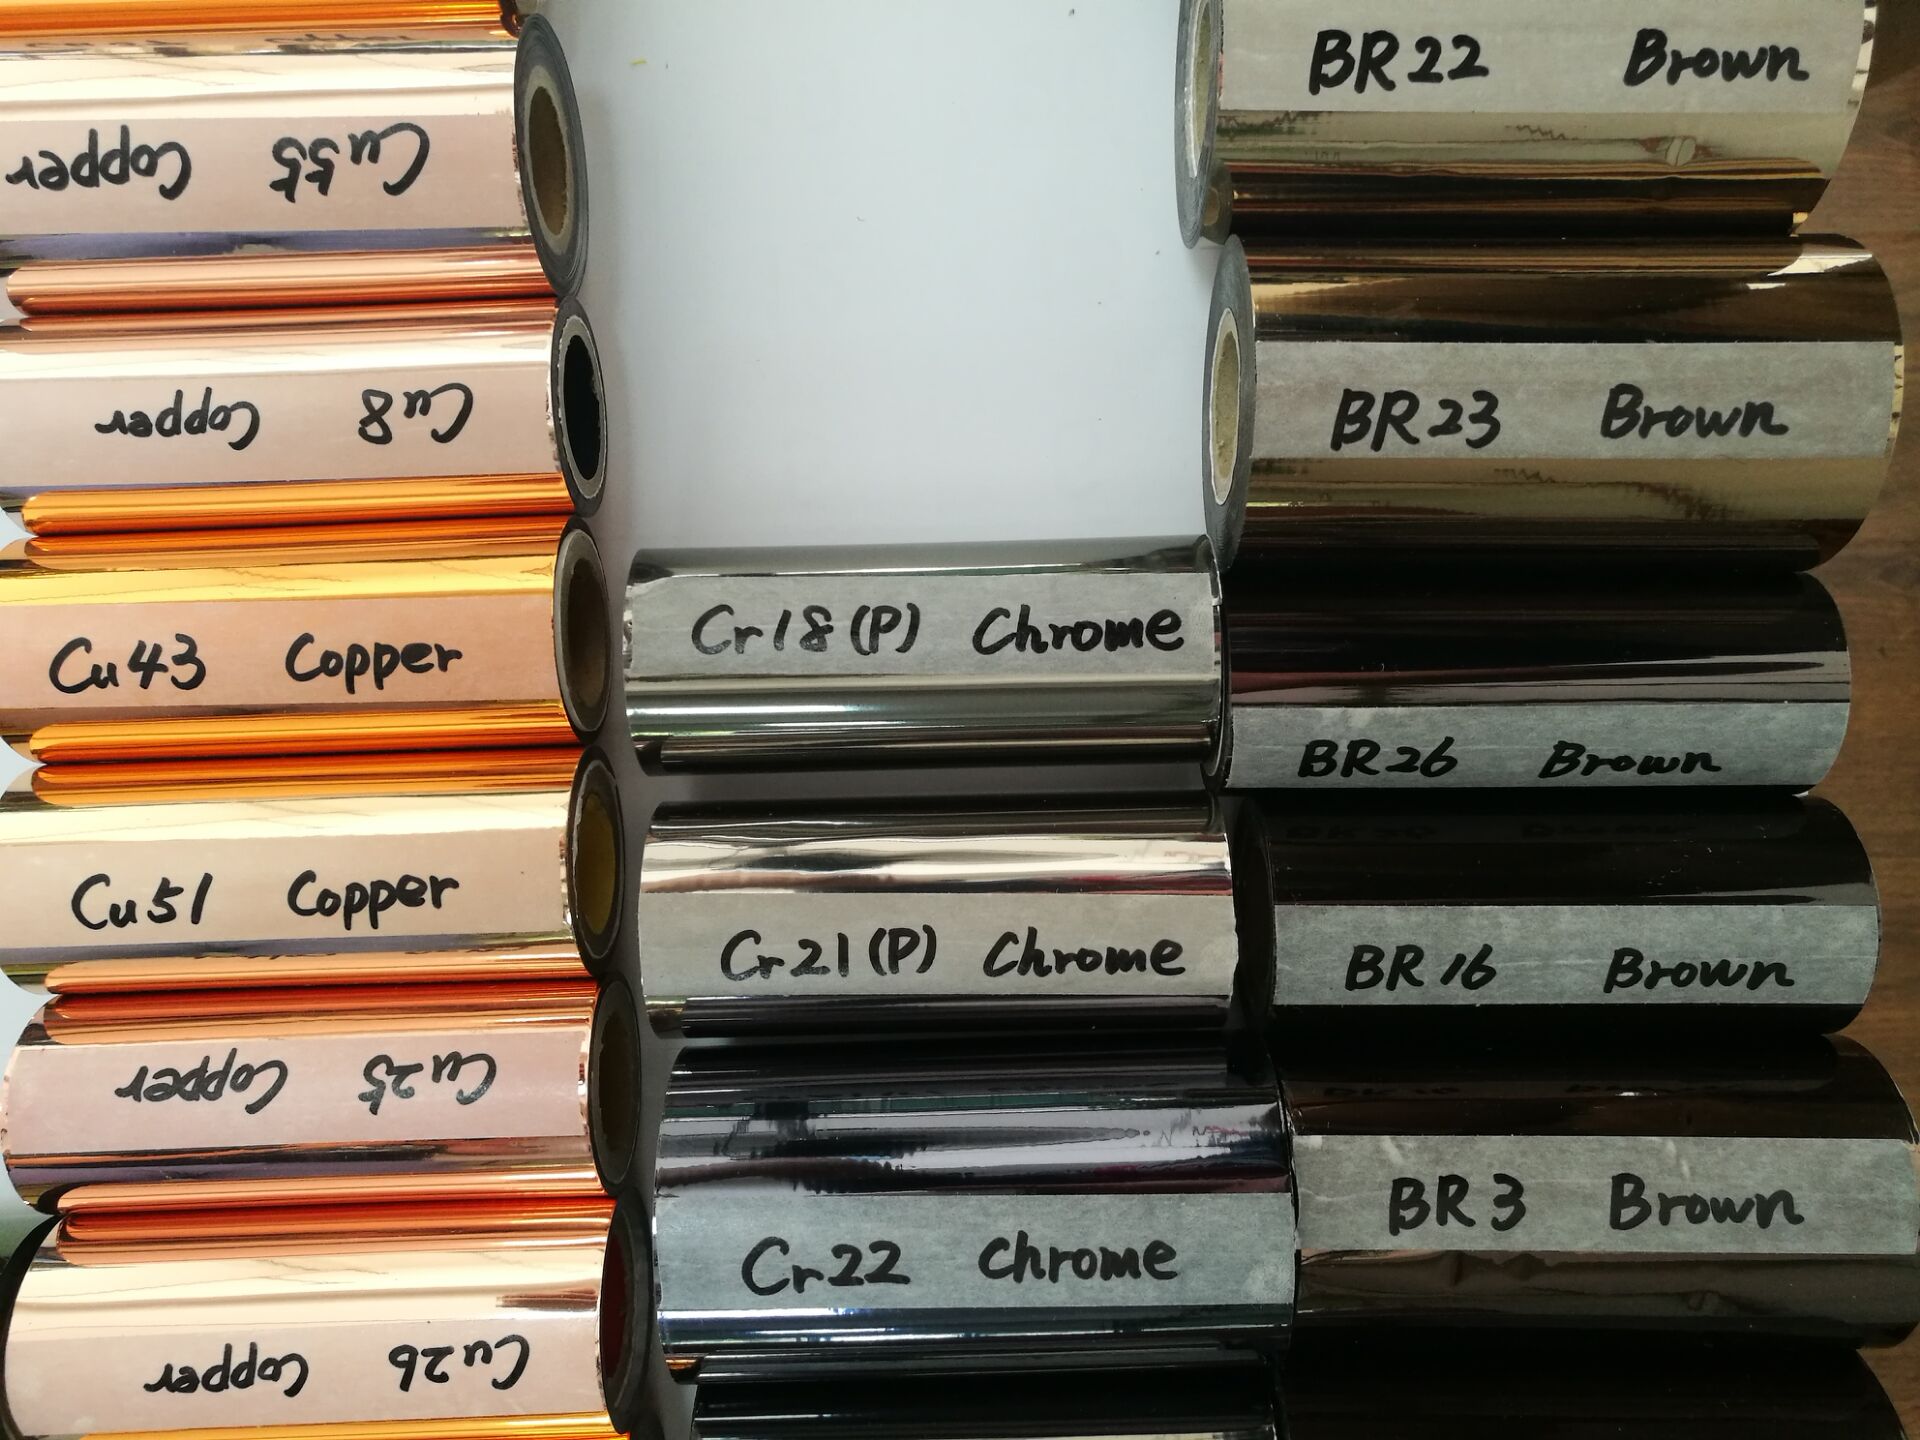 Cu55 Copper
Cu8 Copper
Cu43 Copper
Cu51 Copper
Cu25 Copper
Cu26 Copper
Cr18(P) Chrome
Cr21(P) Chrome
Cr22 Chrome
BR22 Brown
BR23 Brown
BR26 Brown
BR16 Brown
BR3 Brown